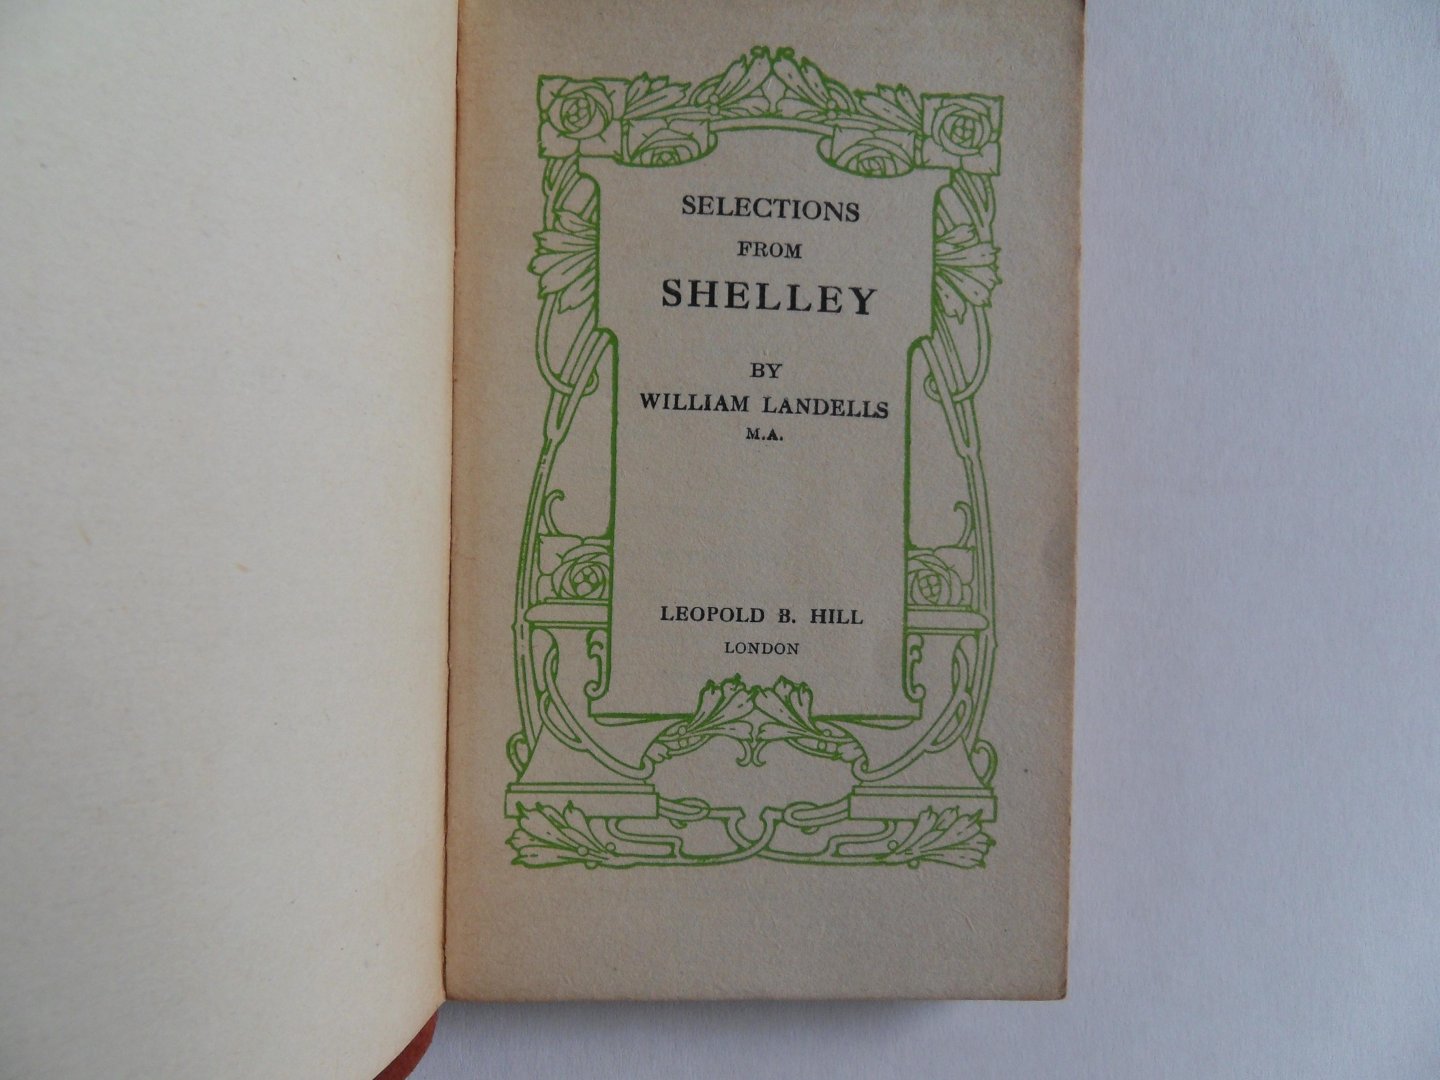 SELECTIONS
FROM
SHELLEY
BY
WILLIAM LANDELLS
M.A.
LEOPOLD B. HILL
LONDON